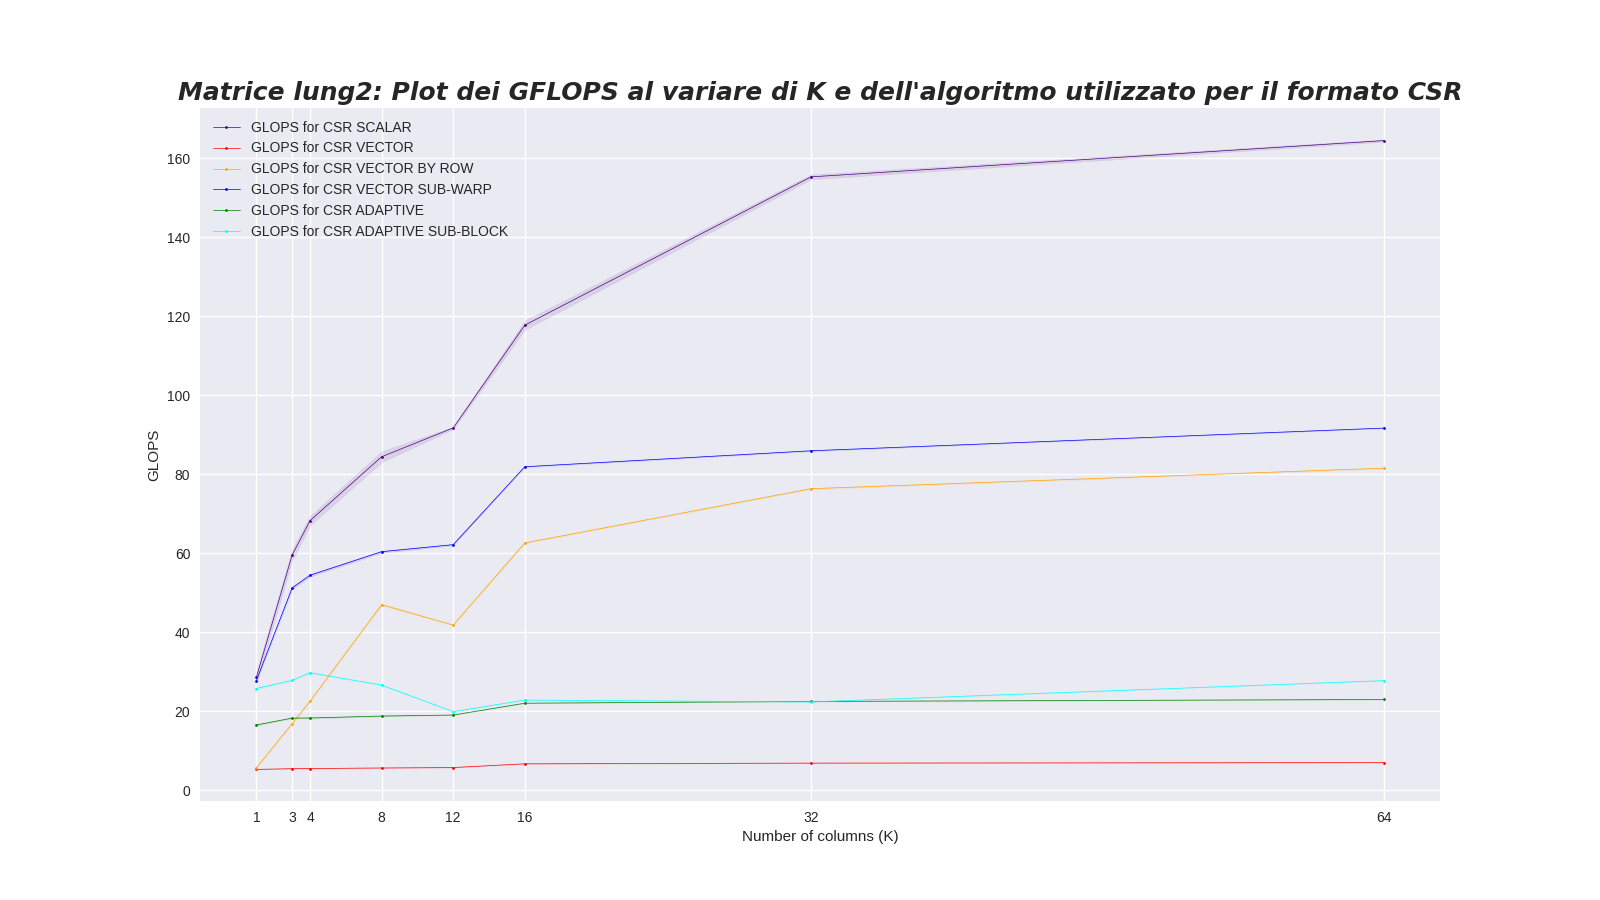 Matrice lung2: Plot dei GFLOPS al variare di K e dell'algoritmo utilizzato per il formato CSR
GLOPS for CSR SCALAR
GLOPS for CSR VECTOR
GLOPS for CSR VECTOR BY ROW
GLOPS for CSR VECTOR SUB-WARP
GLOPS for CSR ADAPTIVE
GLOPS for CSR ADAPTIVE SUB-BLOCK
160
140
120
100
80
60
40
20
0
GLOPS
1 3 4 8 12 16 32 64
Number of columns (K)